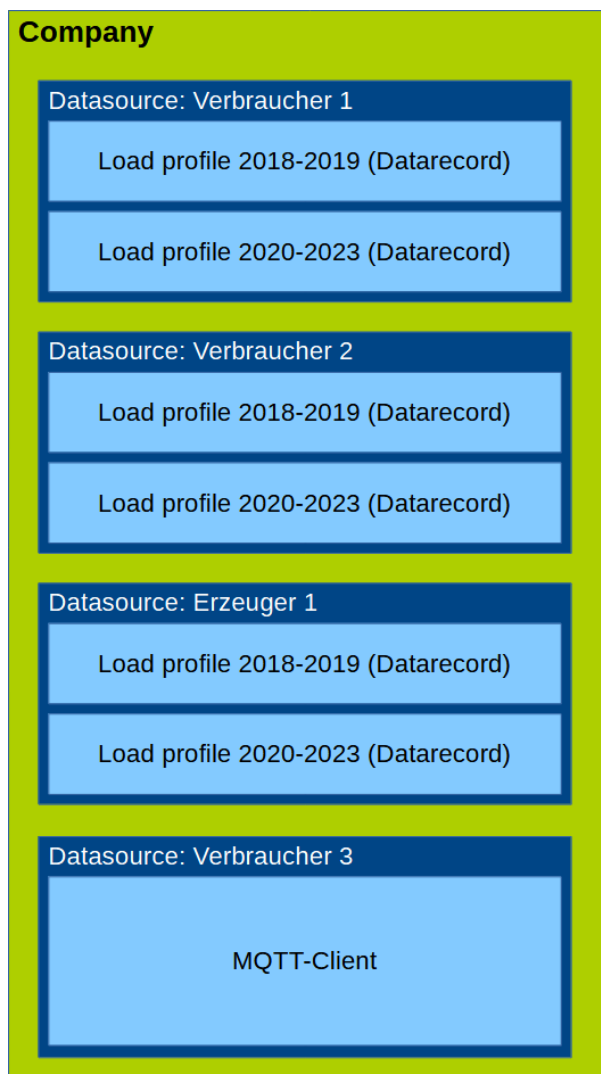 Company
Datasource: Verbraucher 1
Load profile 2018-2019 (Datarecord)
Load profile 2020-2023 (Datarecord)
Datasource: Verbraucher 2
Load profile 2018-2019 (Datarecord)
Load profile 2020-2023 (Datarecord)
Datasource: Erzeuger 1
Load profile 2018-2019 (Datarecord)
Load profile 2020-2023 (Datarecord)
Datasource: Verbraucher 3
MQTT-Client